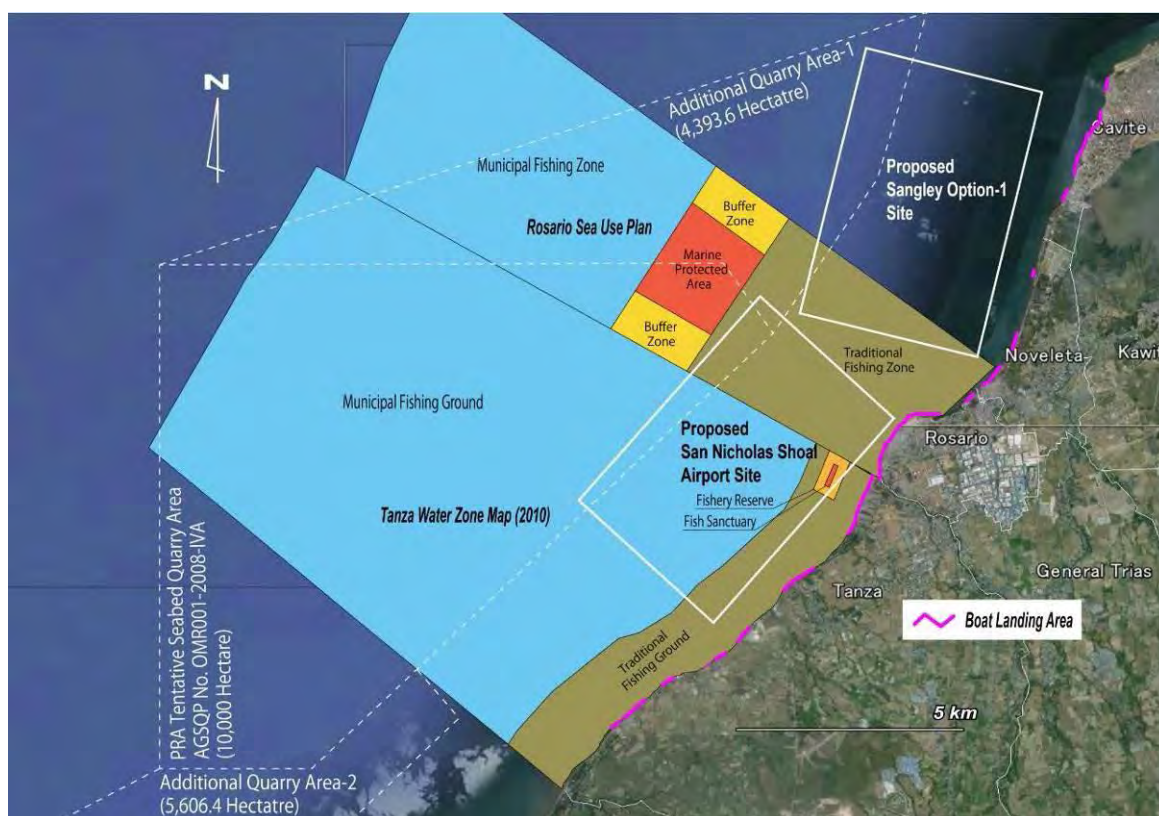 N
Additional Quarry Area-1
(4,393.6 Hectatre)
Cavite
Municipal Fishing Zone
Proposed
Sangley Option-1
Site
Buffer
Zone
Rosario Sea Use Plan
Marine
Protected
Area
Buffer
Zone
Noveleta
Kawit
Traditional
Fishing Zone
Municipal Fishing Ground
Proposed
San Nicholas Shoal
Airport Site
Rosario
Fishery Reserve
Fish Sanctuary
Tanza Water Zone Map (2010)
General Trias
Tanza
Boat Landing Area
Traditional
Fishing Ground
PRA Tentative Seabed Quarry Area
AGSQP No. OMR001-2008-IVA
(10,000 Hectare)
5 km
Additional Quarry Area-2
(5,606.4 Hectatre)